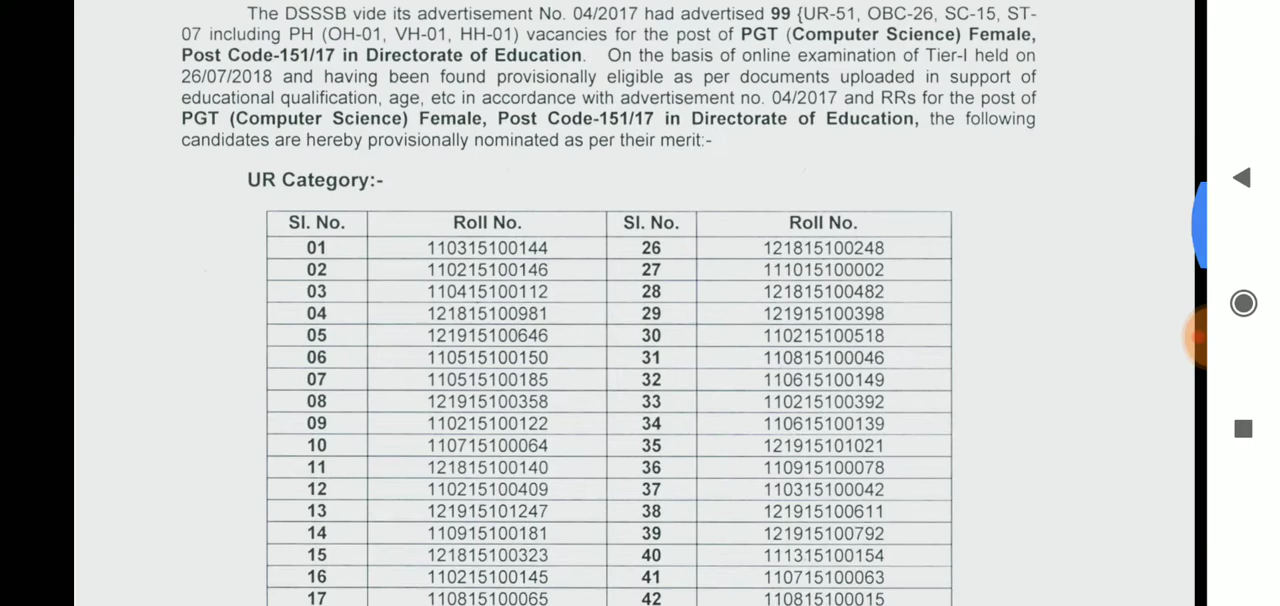 The DSSSB vide its advertisement No. 04/2017 had advertised 99 {UR-51, OBC-26, SC-15, ST-
07 including PH (OH-01, VH-01, HH-01) vacancies for the post of PGT (Computer Science) Female,
Post Code-151/17 in Directorate of Education. On the basis of online examination of Tier-I held on
26/07/2018 and having been found provisionally eligible as per documents uploaded in support of
educational qualification, age, etc in accordance with advertisement no. 04/2017 and RRs for the post of
PGT (Computer Science) Female, Post Code-151/17 in Directorate of Education, the following
candidates are hereby provisionally nominated as per their merit:-
UR Category:-
Sl. No. Roll No. Sl. No. Roll No.
01 110315100144 26 121815100248
02 110215100146 27 111015100002
03 110415100112 28 121815100482
04 121815100981 29 121915100398
05 121915100646 30 110215100518
06 110515100150 31 110815100046
07 110515100185 32 110615100149
08 121915100358 33 110215100392
09 110215100122 34 110615100139
10 110715100064 35 121915101021
11 121815100140 36 110915100078
12 110215100409 37 110315100042
13 121915101247 38 121915100611
14 110915100181 39 121915100792
15 121815100323 40 111315100154
16 110215100145 41 110715100063
17 110815100065 42 110815100015